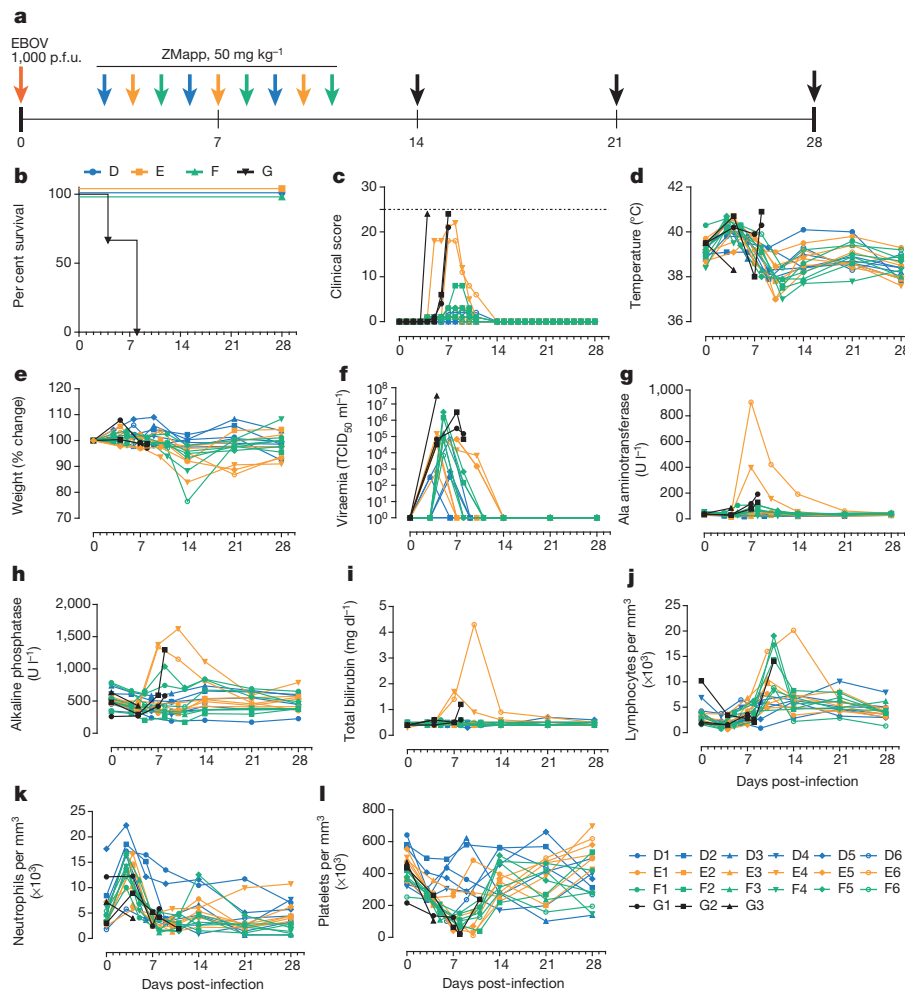 a
EBOV
1,000 p.f.u.
ZMapp, 50 mg kg⁻¹
0 7 14 21 28
b
D E F G
Per cent survival
100
50
0
0 7 14 21 28
c
Clinical score
30
20
10
0
0 7 14 21 28
d
Temperature (°C)
42
40
38
36
0 7 14 21 28
e
Weight (% change)
120
110
100
90
80
70
0 7 14 21 28
f
Viraemia (TCID₅₀ ml⁻¹)
10⁸
10⁷
10⁶
10⁵
10⁴
10³
10²
10¹
10⁰
0 7 14 21 28
g
Ala aminotransferase
(U l⁻¹)
1,000
800
600
400
200
0
0 7 14 21 28
h
Alkaline phosphatase
(U l⁻¹)
2,000
1,500
1,000
500
0
0 7 14 21 28
i
Total bilirubin (mg dl⁻¹)
5
4
3
2
1
0
0 7 14 21 28
j
Lymphocytes per mm³
(×10³)
25
20
15
10
5
0
0 7 14 21 28
Days post-infection
k
Neutrophils per mm³
(×10³)
25
20
15
10
5
0
0 7 14 21 28
Days post-infection
l
Platelets per mm³
(×10³)
800
600
400
200
0
0 7 14 21 28
Days post-infection
D1 D2 D3 D4 D5 D6
E1 E2 E3 E4 E5 E6
F1 F2 F3 F4 F5 F6
G1 G2 G3